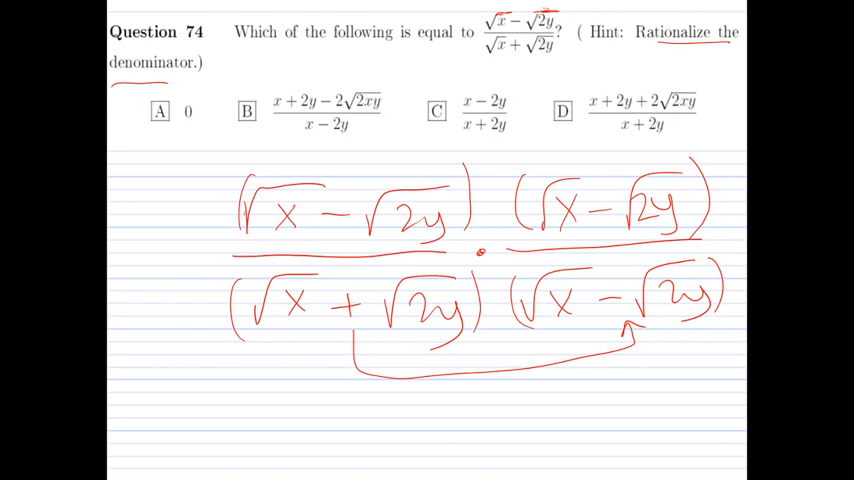 Question 74 Which of the following is equal to (√x − √2y)/(√x + √2y)? ( Hint: Rationalize the
denominator.)
A 0 B (x + 2y − 2√2xy)/(x − 2y) C (x − 2y)/(x + 2y) D (x + 2y + 2√2xy)/(x + 2y)
(√x − √2y) · (√x − √2y)
(√x + √2y) (√x − √2y)